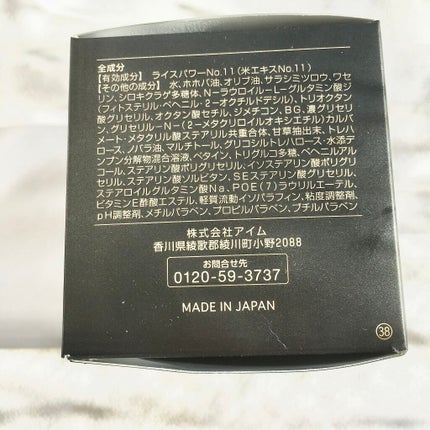 全成分
【有効成分】 ライスパワーNo.11(米エキスNo.11)
【その他の成分】 水、ホホバ油、オリブ油、サラシミツロウ、ワセ
リン、シロキクラゲ多糖体、N-ラウロイル-L-グルタミン酸ジ
(フィトステリル・ベヘニル・2-オクチルドデシル)、トリオクタン
酸グリセリル、オクタン酸セチル、ジメチコン、BG、濃グリセリ
ン、グリセリル-N-(2-メタクリロイルオキシエチル)カルバ
メート・メタクリル酸ステアリル共重合体、甘草抽出末、トレハ
ロース、ノバラ油、マルチトール、グリコシルトレハロース・水添デ
ンプン分解物混合溶液、ベタイン、トリグルコ多糖、ベヘニルアル
コール、ステアリン酸ポリグリセリル、イソステアリン酸ポリグリ
セリル、ステアリン酸ソルビタン、SEステアリン酸グリセリル、
ステアロイルグルタミン酸Na、POE(7)ラウリルエーテル、
ビタミンE酢酸エステル、軽質流動イソパラフィン、粘度調整剤、
pH調整剤、メチルパラベン、プロピルパラベン、ブチルパラベン
株式会社アイム
香川県綾歌郡綾川町小野2088
お問合せ先
0120-59-3737
MADE IN JAPAN
38